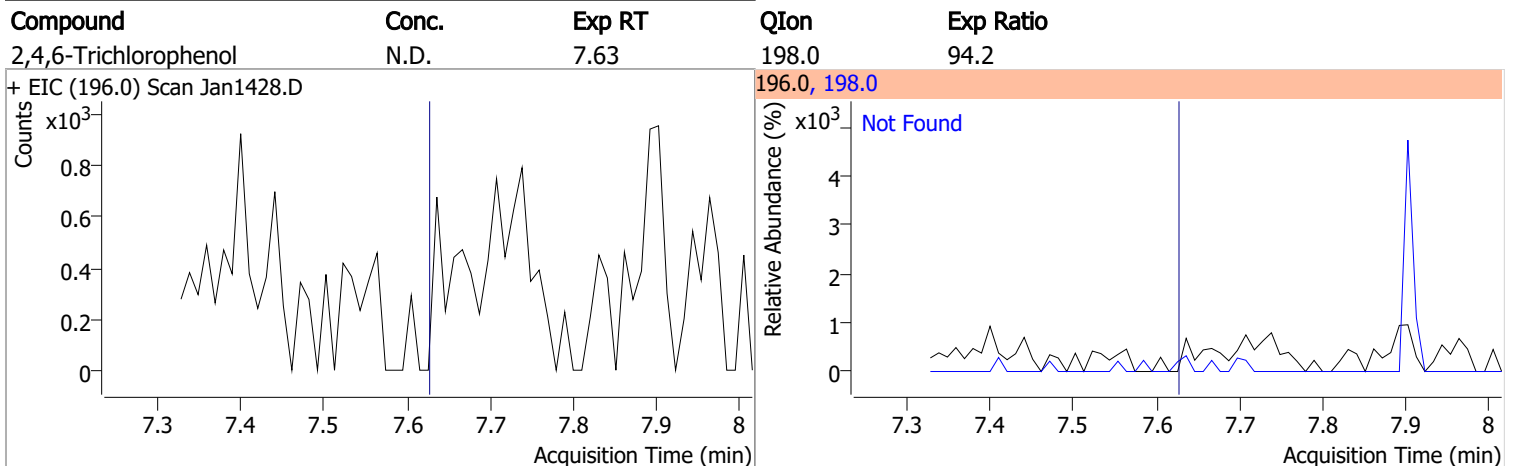 Compound Conc. Exp RT QIon Exp Ratio
2,4,6-Trichlorophenol N.D. 7.63 198.0 94.2
+ EIC (196.0) Scan Jan1428.D
Counts
x10³
0.8
0.6
0.4
0.2
0
7.3 7.4 7.5 7.6 7.7 7.8 7.9 8
Acquisition Time (min)
196.0, 198.0
Relative Abundance (%)
x10³
Not Found
4
3
2
1
0
7.3 7.4 7.5 7.6 7.7 7.8 7.9 8
Acquisition Time (min)